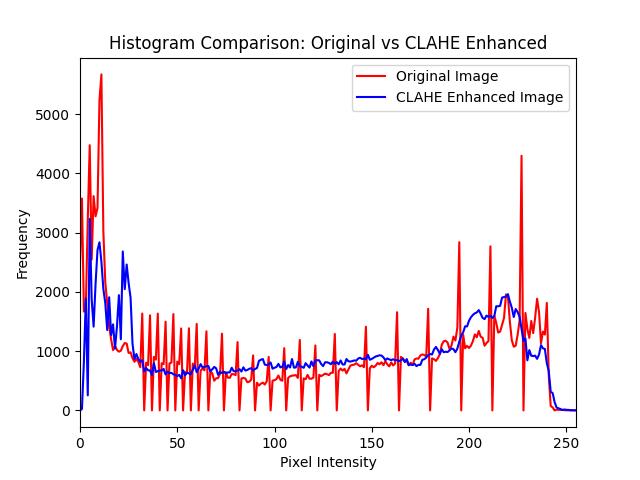 Histogram Comparison: Original vs CLAHE Enhanced
Original Image
CLAHE Enhanced Image
Frequency
5000
4000
3000
2000
1000
0
0 50 100 150 200 250
Pixel Intensity